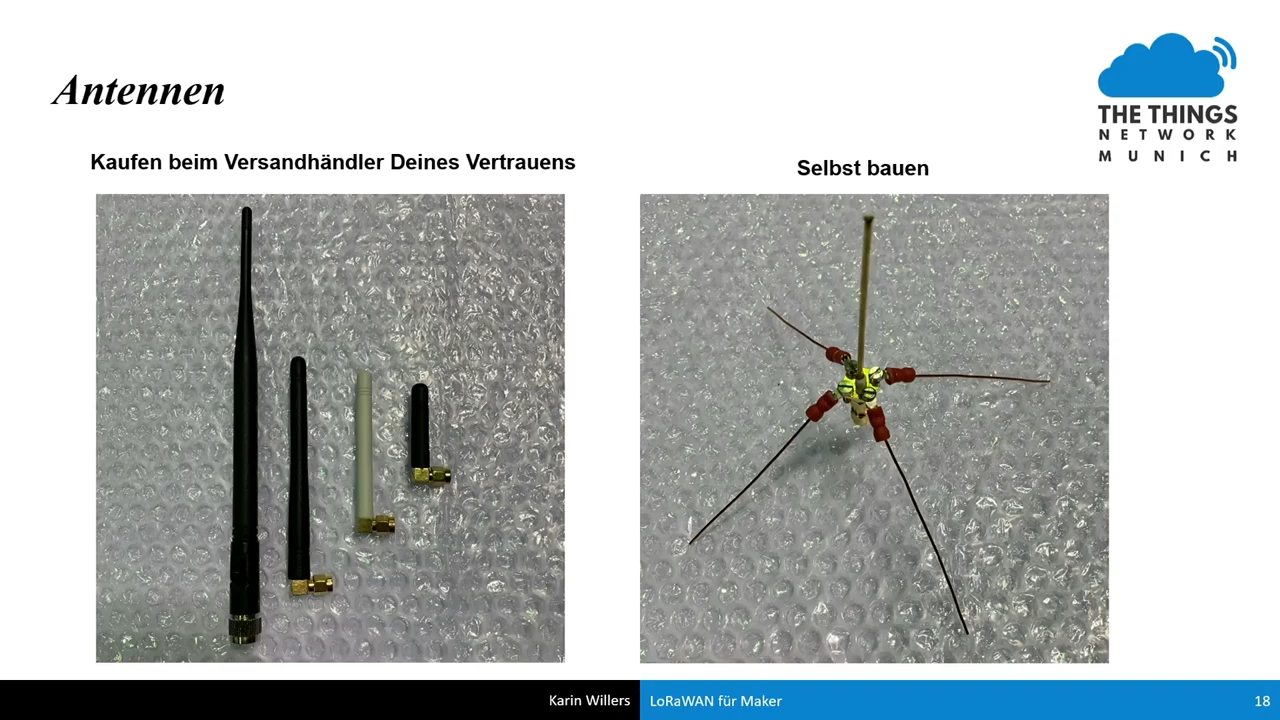 Antennen
THE THINGS
NETWORK
MUNICH
Kaufen beim Versandhändler Deines Vertrauens
Selbst bauen
Karin Willers
LoRaWAN für Maker
18